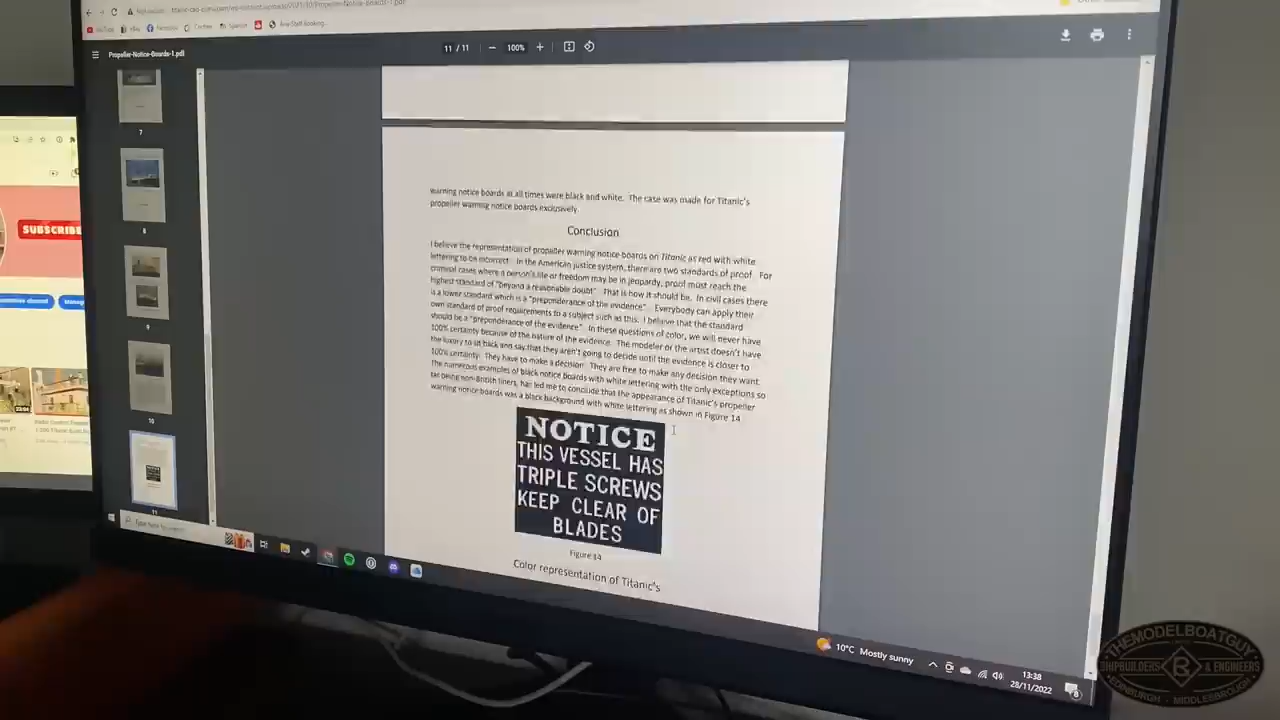 Propeller-Notice-Boards-1.pdf
11 / 11
100%
7
8
9
10
11
SUBSCRIBE
warning notice boards at all times were black and white. The case was made for Titanic's
propeller warning notice boards exclusively.
Conclusion
I believe the representation of propeller warning notice boards on Titanic as red with white
lettering to be incorrect. In the American justice system, there are two standards of proof. For
criminal cases where a person's life or freedom may be in jeopardy, proof must reach the
highest standard of "beyond a reasonable doubt". That is how it should be. In civil cases there
is a lower standard which is a "preponderance of the evidence". Everybody can apply their
own standard of proof requirements to a subject such as this. I believe that the standard
should be a "preponderance of the evidence". In these questions of color, we will never have
100% certainty because of the nature of the evidence. The modeler or the artist doesn't have
the luxury to sit back and say that they aren't going to decide until the evidence is closer to
100% certainty. They have to make a decision. They are free to make any decision they want.
The numerous examples of black notice boards with white lettering with the only exceptions so
far being non-British liners, has led me to conclude that the appearance of Titanic's propeller
warning notice boards was a black background with white lettering as shown in Figure 14
NOTICE
THIS VESSEL HAS
TRIPLE SCREWS
KEEP CLEAR OF
BLADES
Figure 14
Color representation of Titanic's
Type here to search
10°C Mostly sunny
13:38
28/11/2022
8
THEMODELBOATGUY
SHIPBUILDERS R & ENGINEERS
EDINBURGH - MIDDLESBROUGH